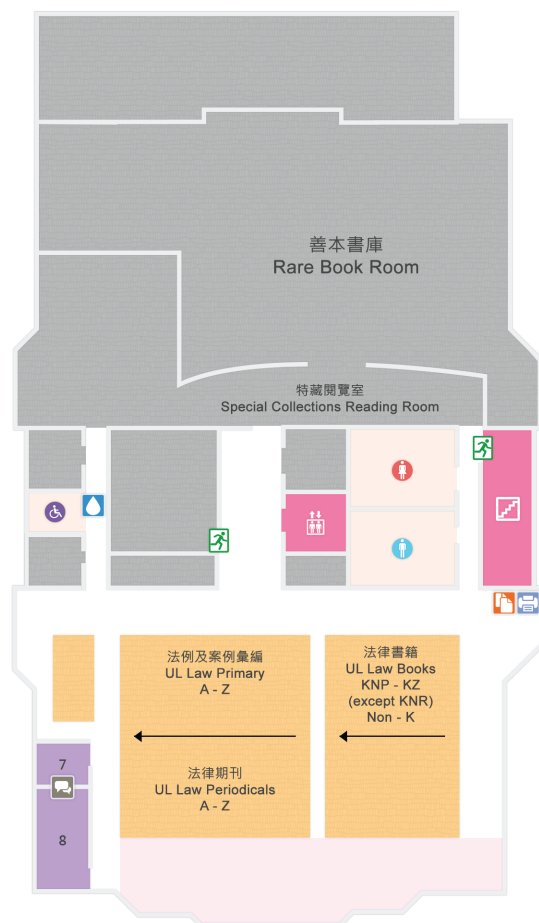 善本書庫
Rare Book Room
特藏閱覽室
Special Collections Reading Room
法例及案例彙編
UL Law Primary
A - Z
法律書籍
UL Law Books
KNP - KZ
(except KNR)
Non - K
法律期刊
UL Law Periodicals
A - Z
7
8